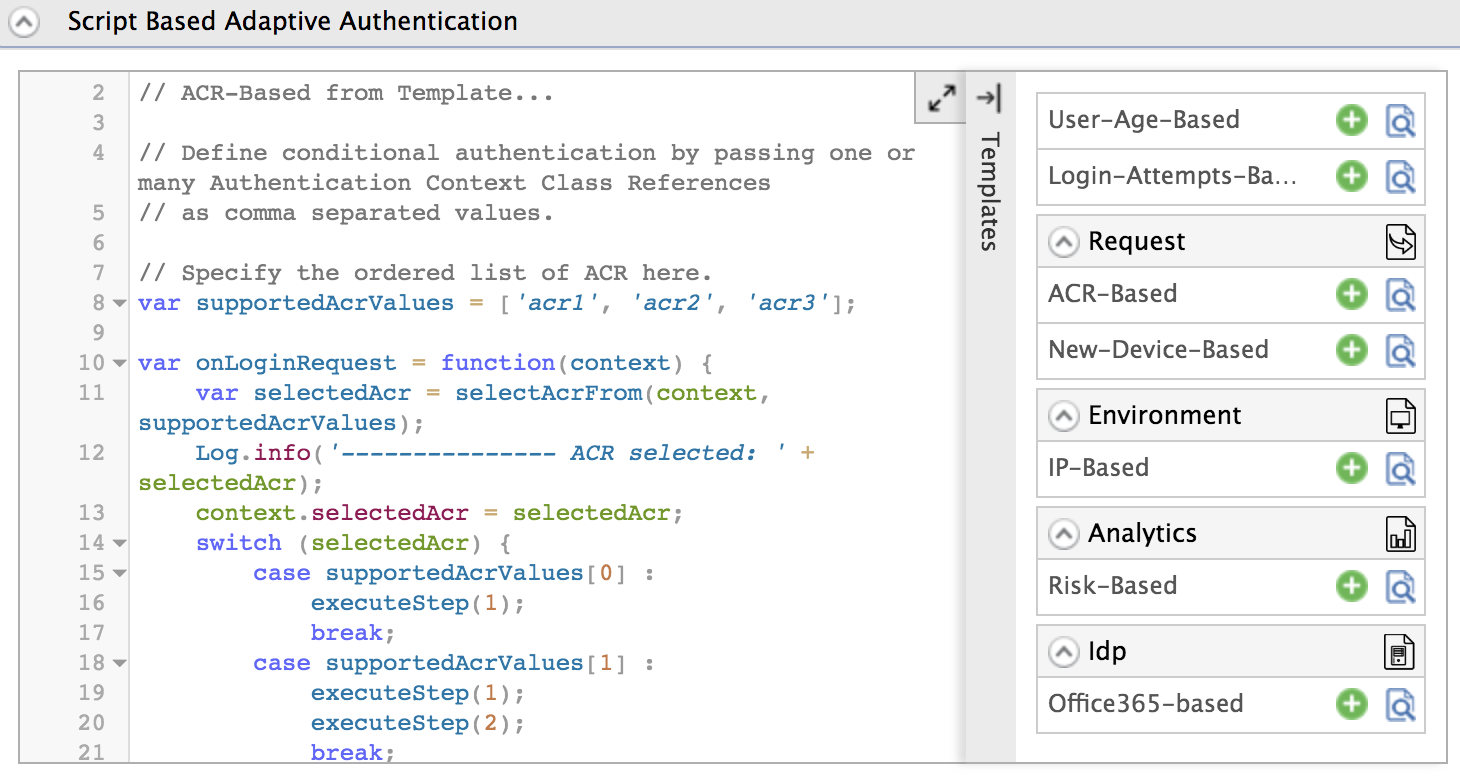 Script Based Adaptive Authentication
2 // ACR-Based from Template...
3
4 // Define conditional authentication by passing one or
many Authentication Context Class References
5 // as comma separated values.
6
7 // Specify the ordered list of ACR here.
8 var supportedAcrValues = ['acr1', 'acr2', 'acr3'];
9
10 var onLoginRequest = function(context) {
11     var selectedAcr = selectAcrFrom(context,
supportedAcrValues);
12     Log.info('--------------- ACR selected: ' +
selectedAcr);
13     context.selectedAcr = selectedAcr;
14     switch (selectedAcr) {
15         case supportedAcrValues[0] :
16             executeStep(1);
17             break;
18         case supportedAcrValues[1] :
19             executeStep(1);
20             executeStep(2);
21             break;
Templates
User-Age-Based
Login-Attempts-Ba...
Request
ACR-Based
New-Device-Based
Environment
IP-Based
Analytics
Risk-Based
Idp
Office365-based